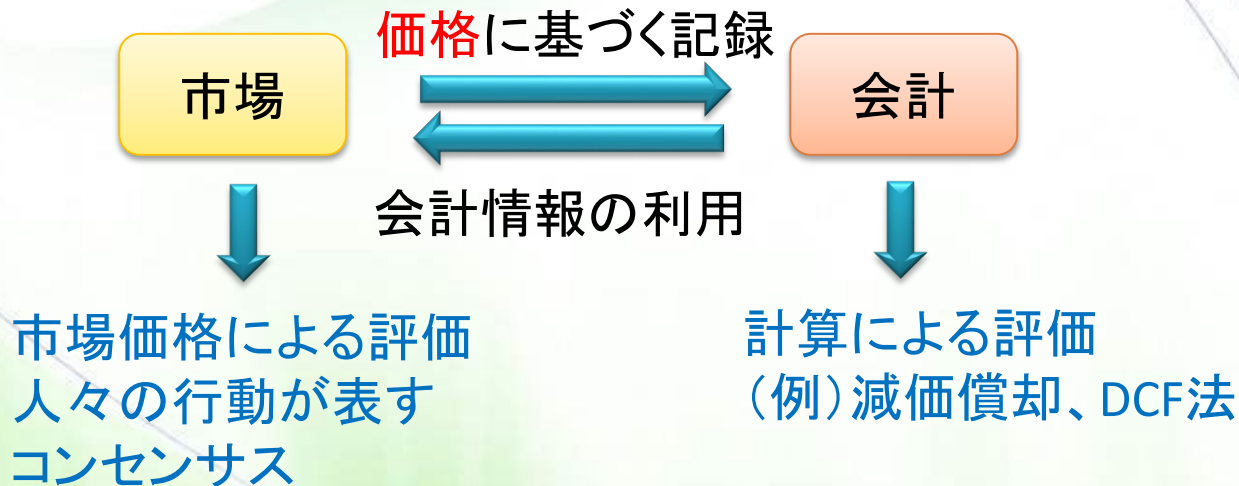 価格に基づく記録
市場
会計
会計情報の利用
市場価格による評価
人々の行動が表す
コンセンサス
計算による評価
（例）減価償却、DCF法